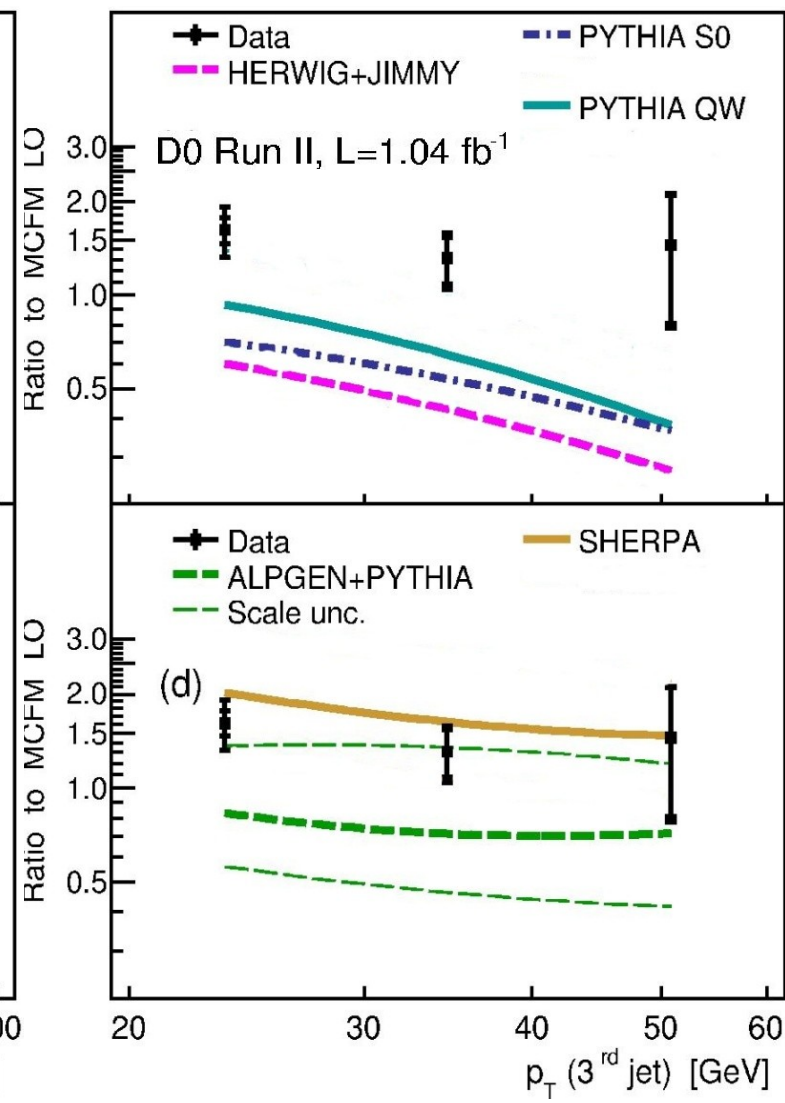 Data
PYTHIA S0
HERWIG+JIMMY
PYTHIA QW
D0 Run II, L=1.04 fb⁻¹
Ratio to MCFM LO
3.0
2.0
1.5
1.0
0.5
Data
SHERPA
ALPGEN+PYTHIA
Scale unc.
(d)
Ratio to MCFM LO
3.0
2.0
1.5
1.0
0.5
00
20
30
40
50
60
p_T (3ʳᵈ jet) [GeV]